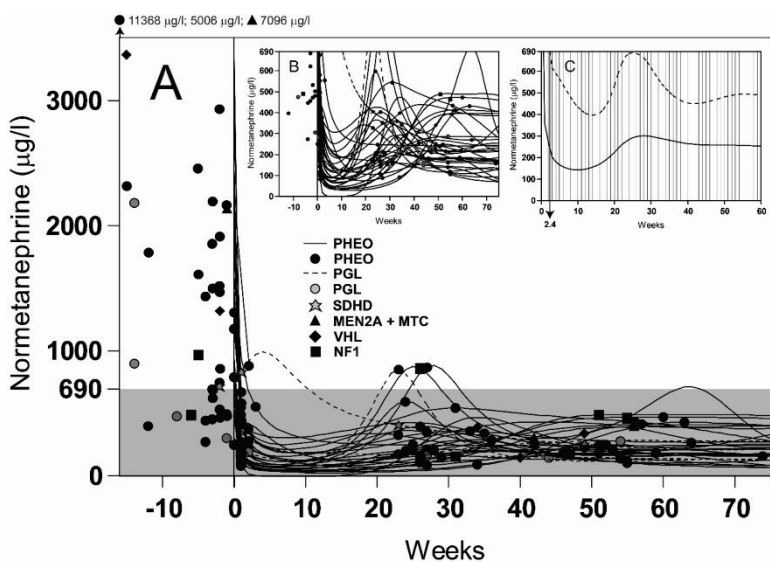 ● 11368 µg/l; 5006 µg/l; ▲ 7096 µg/l
A
Normetanephrine (µg/l)
3000
2000
1000
690
0
-10
0
10
20
30
40
50
60
70
Weeks
B
Normetanephrine (µg/l)
690
600
500
400
300
200
100
0
-10
0
10
20
30
40
50
60
70
Weeks
C
Normetanephrine (µg/l)
690
600
500
400
300
200
100
0
0
10
20
30
40
50
60
2.4
Weeks
PHEO
PHEO
PGL
PGL
SDHD
MEN2A + MTC
VHL
NF1